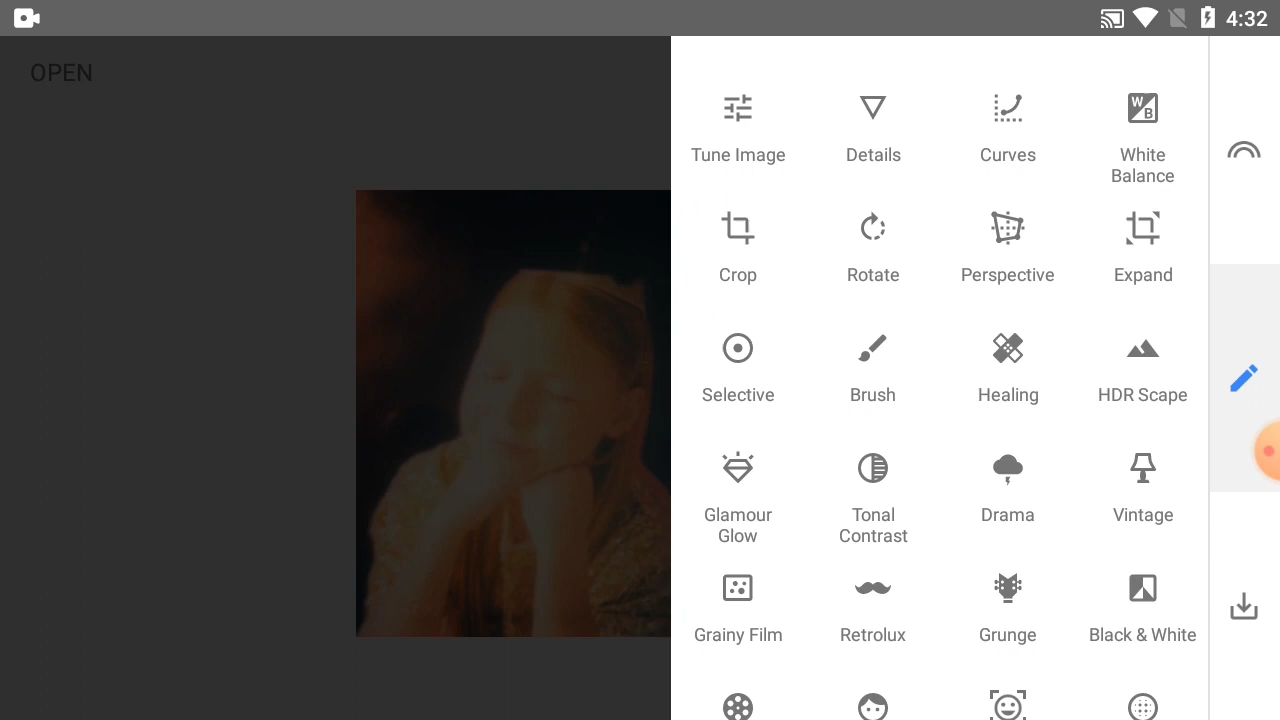 4:32
OPEN
Tune Image
Details
Curves
White
Balance
Crop
Rotate
Perspective
Expand
Selective
Brush
Healing
HDR Scape
Glamour
Glow
Tonal
Contrast
Drama
Vintage
Grainy Film
Retrolux
Grunge
Black & White